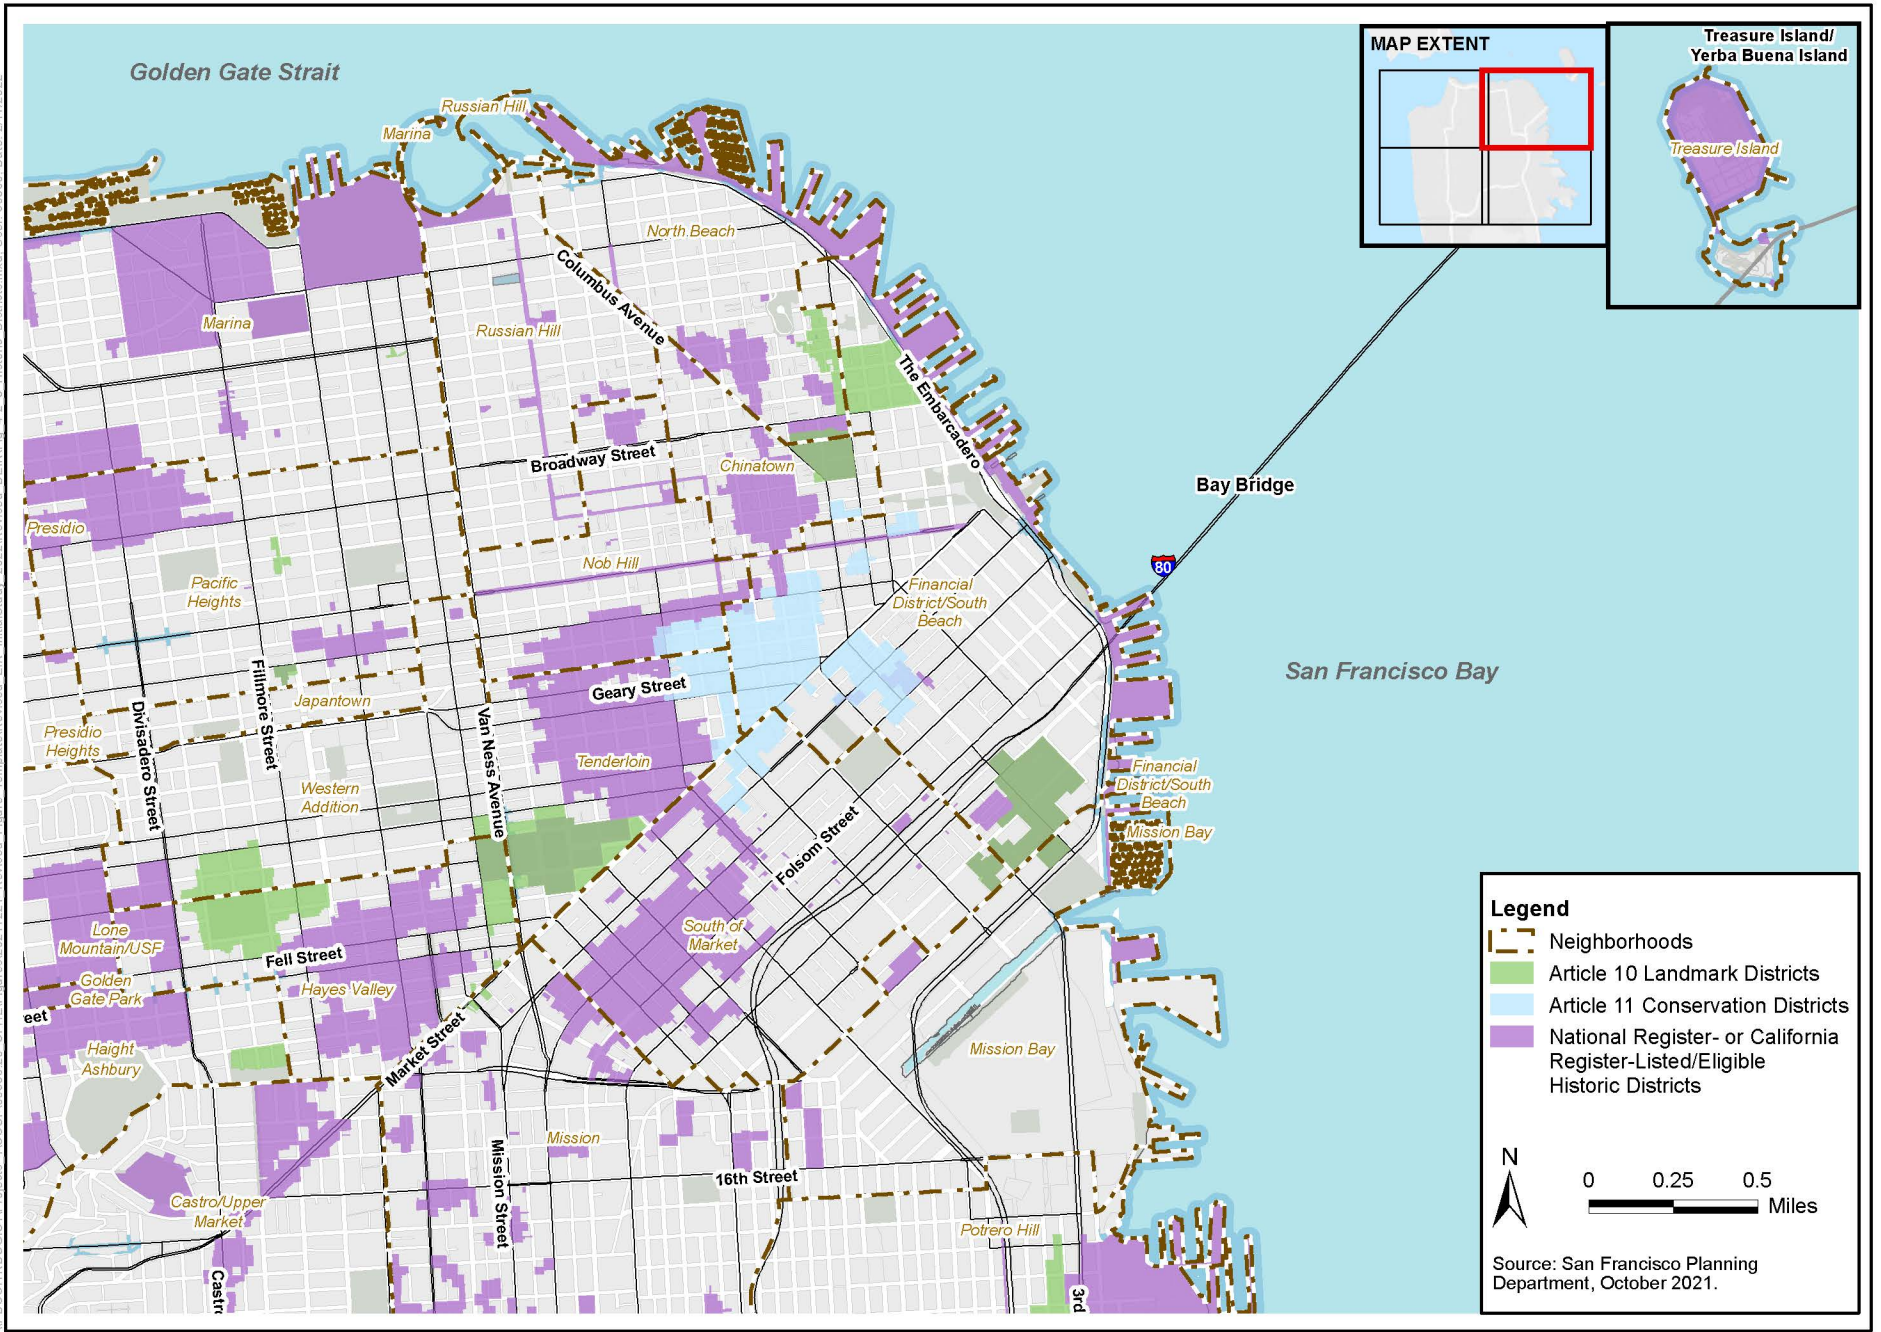 Golden Gate Strait
Russian Hill
Marina
MAP EXTENT
Treasure Island/
Yerba Buena Island
Treasure Island
North Beach
Columbus Avenue
Marina
Russian Hill
The Embarcadero
Broadway Street
Chinatown
Bay Bridge
Presidio
80
Nob Hill
Pacific
Heights
Financial
District/South
Beach
San Francisco Bay
Fillmore Street
Geary Street
Japantown
Divisadero Street
Van Ness Avenue
Presidio
Heights
Tenderloin
Western
Addition
Financial
District/South
Beach
Mission Bay
Folsom Street
South of
Market
Lone
Mountain/USF
Fell Street
Golden
Gate Park
Hayes Valley
reet
Market Street
Haight
Ashbury
Mission Bay
Mission
Mission Street
16th Street
Castro/Upper
Market
Potrero Hill
Castro
3rd
Legend
Neighborhoods
Article 10 Landmark Districts
Article 11 Conservation Districts
National Register- or California
Register-Listed/Eligible
Historic Districts
N
0 0.25 0.5
Miles
Source: San Francisco Planning
Department, October 2021.